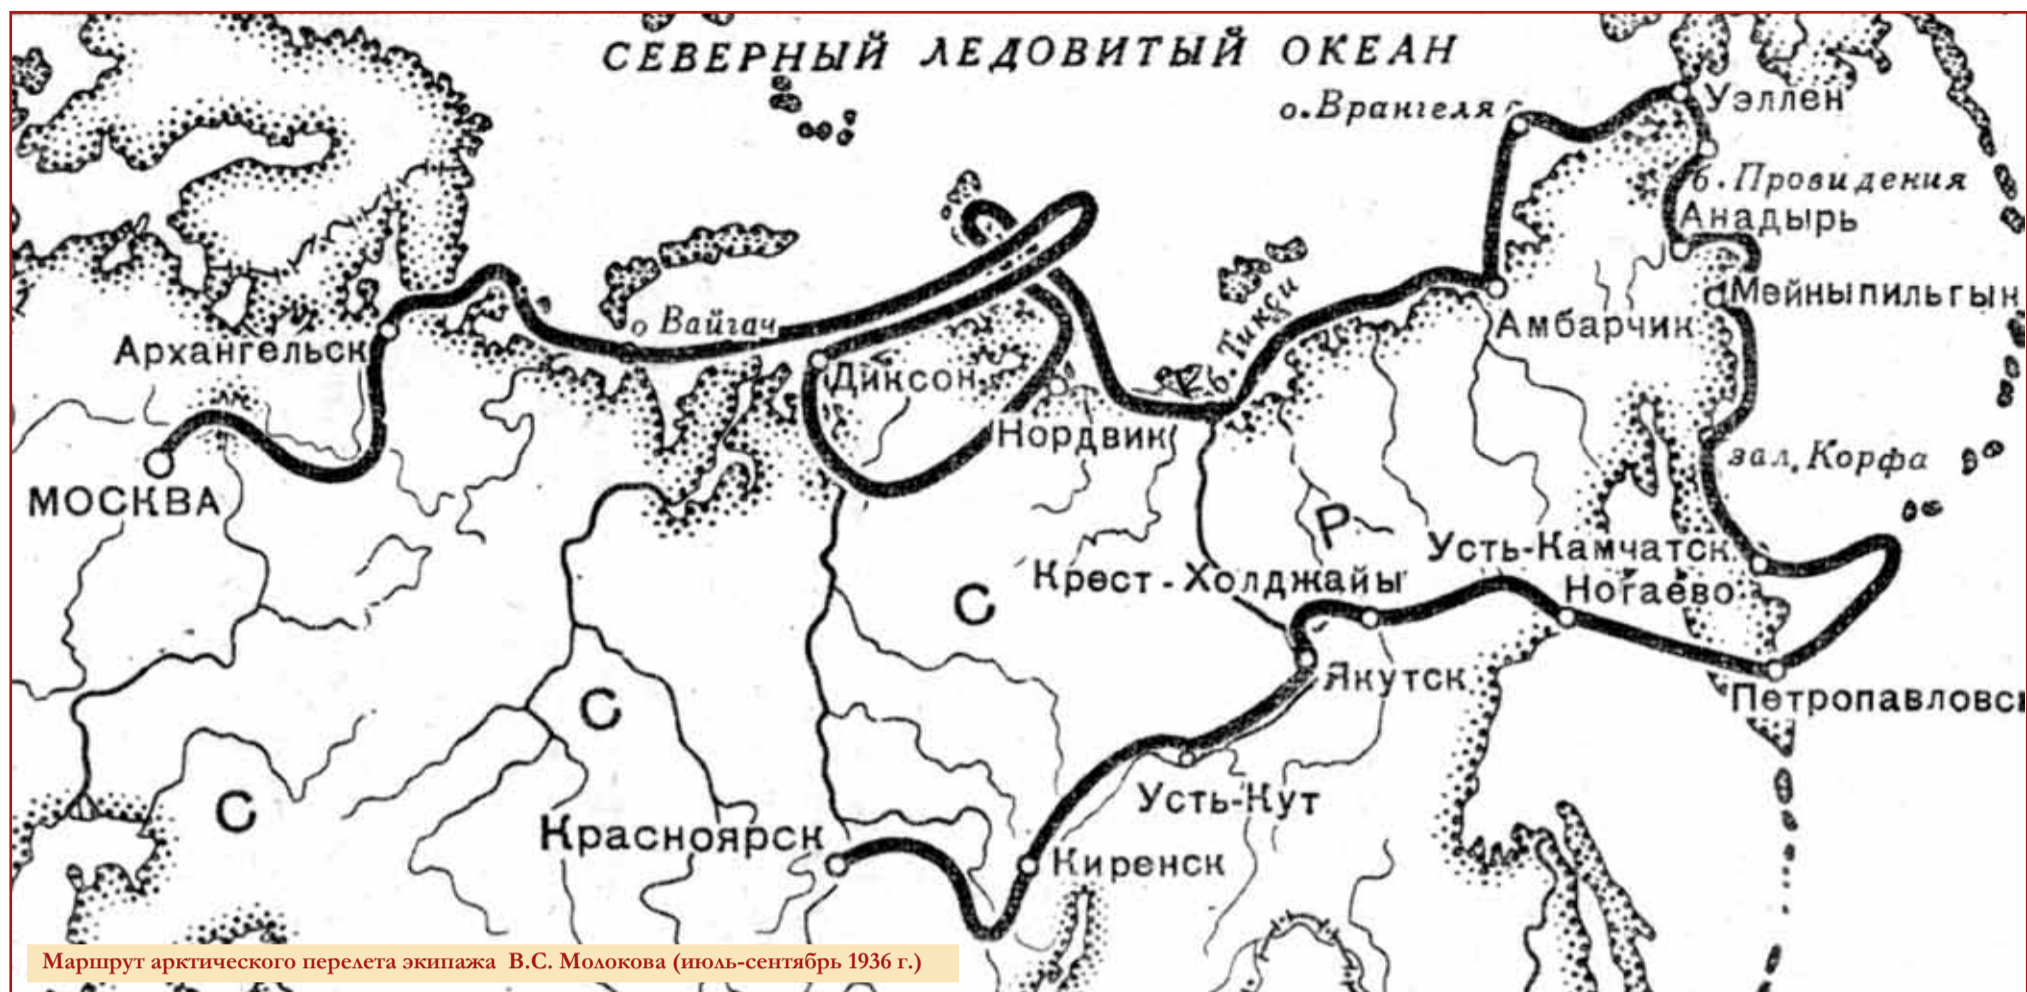 СЕВЕРНЫЙ ЛЕДОВИТЫЙ ОКЕАН
о. Врангеля
Уэллен
б. Провидения
Анадырь
Мейныпильгын
о Вайгач
б. Тикси
Амбарчик
Архангельск
Диксон
Нордвик
зал. Корфа
МОСКВА
Р
Усть-Камчатск
Крест-Холджайы
Ногаево
С
Якутск
Петропавловск
С
Усть-Кут
С
Красноярск
Киренск
Маршрут арктического перелета экипажа В.С. Молокова (июль-сентябрь 1936 г.)